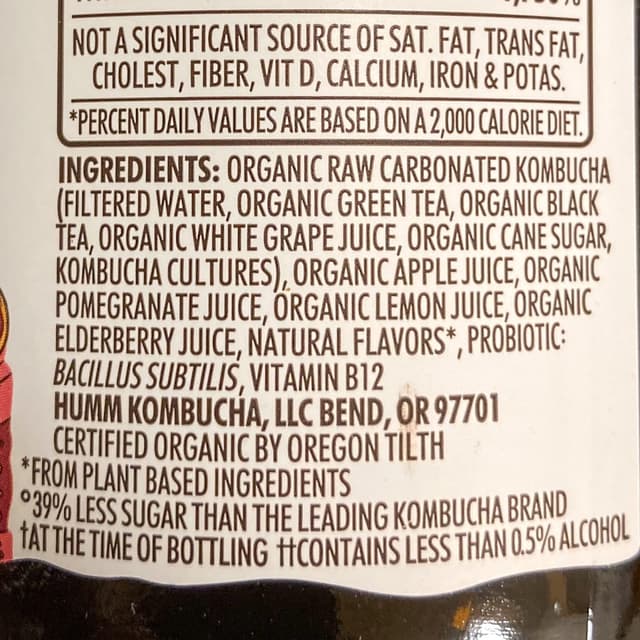 NOT A SIGNIFICANT SOURCE OF SAT. FAT, TRANS FAT,
CHOLEST, FIBER, VIT D, CALCIUM, IRON & POTAS.
*PERCENT DAILY VALUES ARE BASED ON A 2,000 CALORIE DIET.
INGREDIENTS: ORGANIC RAW CARBONATED KOMBUCHA
(FILTERED WATER, ORGANIC GREEN TEA, ORGANIC BLACK
TEA, ORGANIC WHITE GRAPE JUICE, ORGANIC CANE SUGAR,
KOMBUCHA CULTURES), ORGANIC APPLE JUICE, ORGANIC
POMEGRANATE JUICE, ORGANIC LEMON JUICE, ORGANIC
ELDERBERRY JUICE, NATURAL FLAVORS*, PROBIOTIC:
BACILLUS SUBTILIS, VITAMIN B12
HUMM KOMBUCHA, LLC BEND, OR 97701
CERTIFIED ORGANIC BY OREGON TILTH
*FROM PLANT BASED INGREDIENTS
°39% LESS SUGAR THAN THE LEADING KOMBUCHA BRAND
†AT THE TIME OF BOTTLING ††CONTAINS LESS THAN 0.5% ALCOHOL